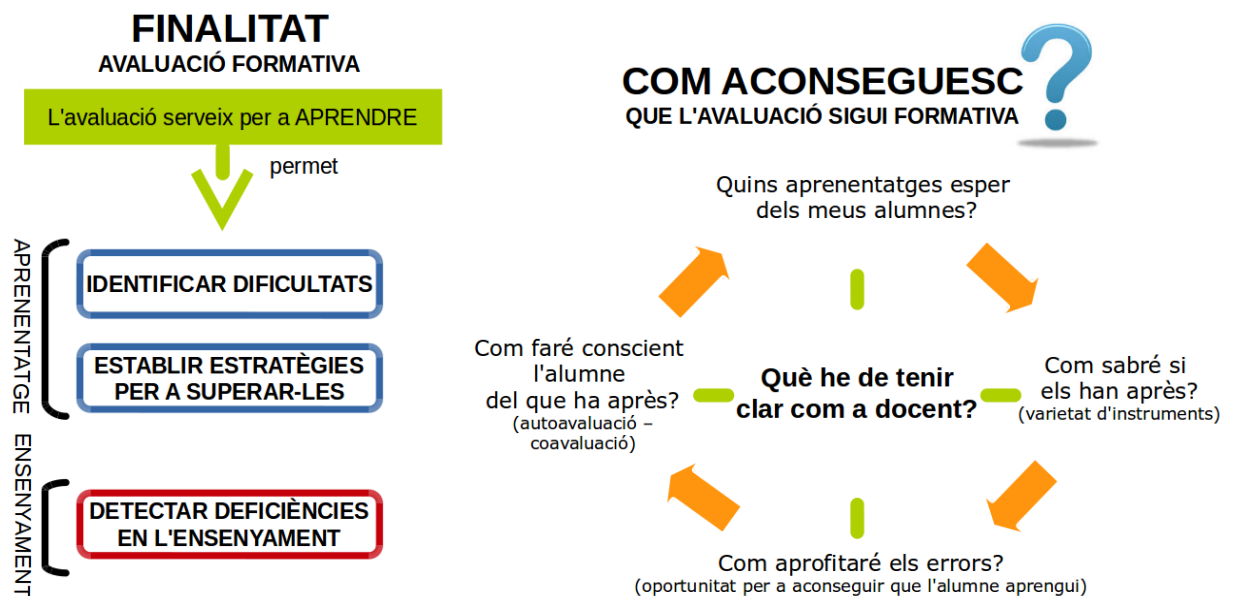 FINALITAT
AVALUACIÓ FORMATIVA
L'avaluació serveix per a APRENDRE
permet
APRENENTATGE
IDENTIFICAR DIFICULTATS
ESTABLIR ESTRATÈGIES
PER A SUPERAR-LES
ENSENYAMENT
DETECTAR DEFICIÈNCIES
EN L'ENSENYAMENT
COM ACONSEGUESC
QUE L'AVALUACIÓ SIGUI FORMATIVA
?
Quins aprenentatges esper
dels meus alumnes?
Com sabré si
els han après?
(varietat d'instruments)
Com aprofitaré els errors?
(oportunitat per a aconseguir que l'alumne aprengui)
Com faré conscient
l'alumne
del que ha après?
(autoavaluació –
coavaluació)
Què he de tenir
clar com a docent?